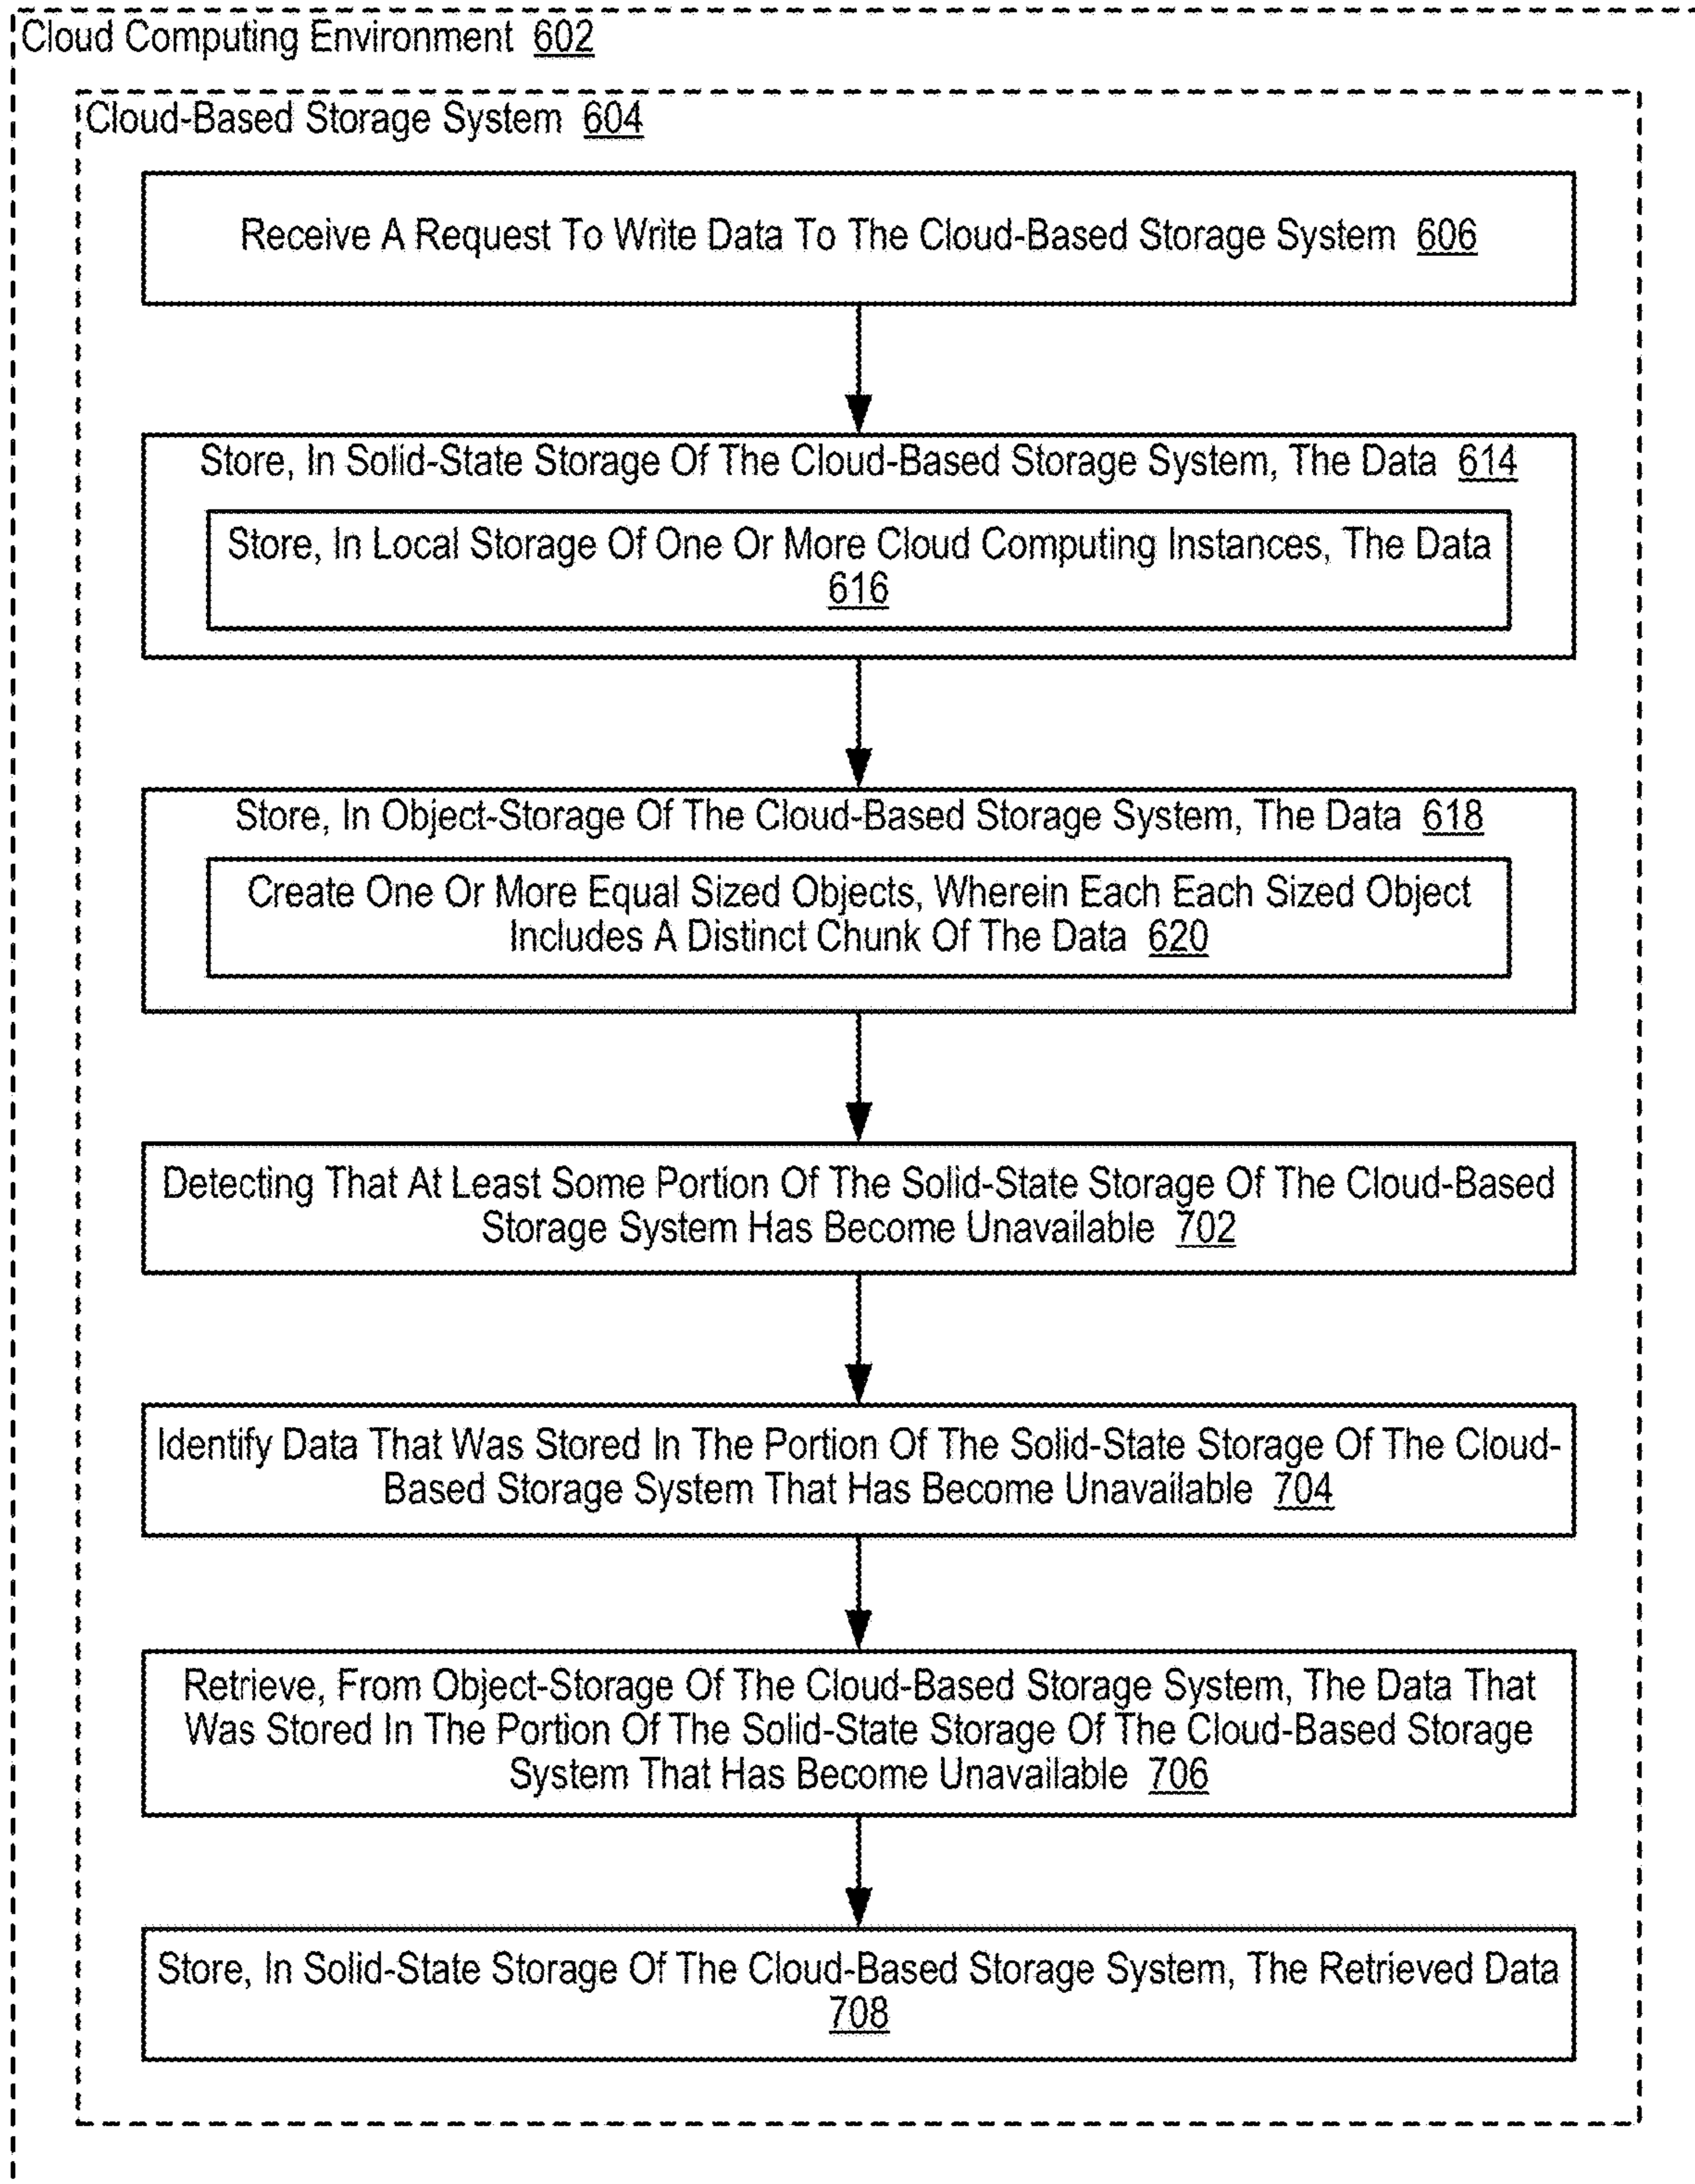 Cloud Computing Environment 602
Cloud-Based Storage System 604
Receive A Request To Write Data To The Cloud-Based Storage System 606
Store, In Solid-State Storage Of The Cloud-Based Storage System, The Data 614
Store, In Local Storage Of One Or More Cloud Computing Instances, The Data
616
Store, In Object-Storage Of The Cloud-Based Storage System, The Data 618
Create One Or More Equal Sized Objects, Wherein Each Each Sized Object
Includes A Distinct Chunk Of The Data 620
Detecting That At Least Some Portion Of The Solid-State Storage Of The Cloud-Based
Storage System Has Become Unavailable 702
Identify Data That Was Stored In The Portion Of The Solid-State Storage Of The Cloud-
Based Storage System That Has Become Unavailable 704
Retrieve, From Object-Storage Of The Cloud-Based Storage System, The Data That
Was Stored In The Portion Of The Solid-State Storage Of The Cloud-Based Storage
System That Has Become Unavailable 706
Store, In Solid-State Storage Of The Cloud-Based Storage System, The Retrieved Data
708